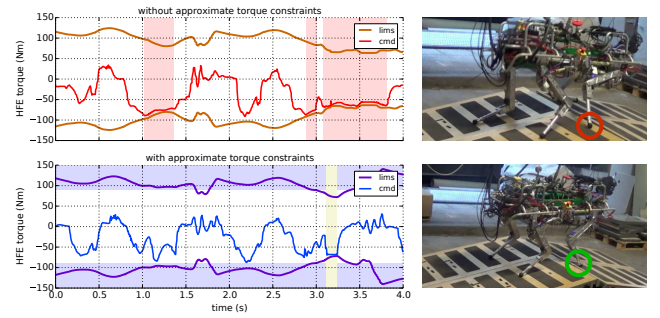 without approximate torque constraints
HFE torque (Nm)
150
100
50
0
−50
−100
−150
lims
cmd
with approximate torque constraints
HFE torque (Nm)
150
100
50
0
−50
−100
−150
lims
cmd
0.0 0.5 1.0 1.5 2.0 2.5 3.0 3.5 4.0
time (s)